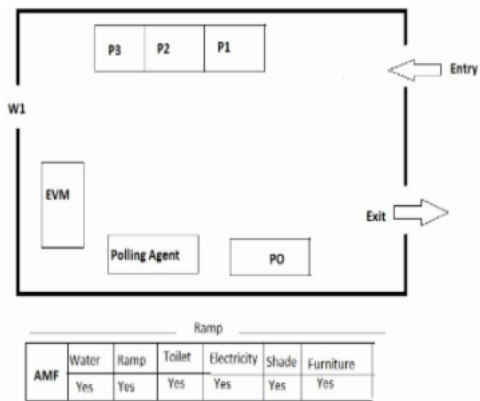 P3 P2 P1
Entry
W1
EVM
Exit
Polling Agent
PO
Ramp
AMF Water Ramp Toilet Electricity Shade Furniture
Yes Yes Yes Yes Yes Yes